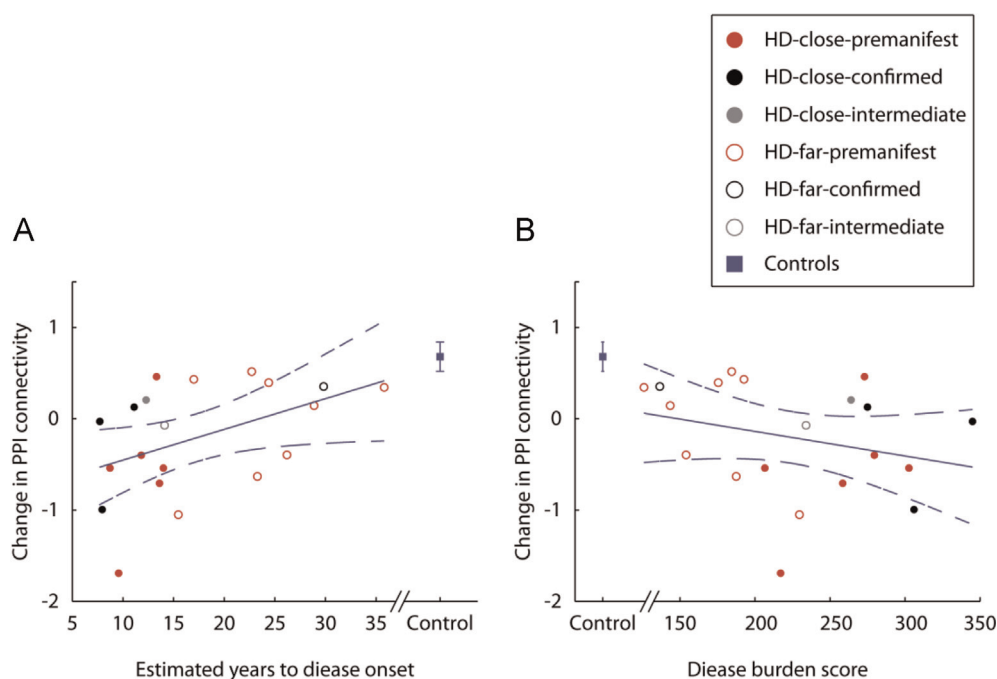 HD-close-premanifest
HD-close-confirmed
HD-close-intermediate
HD-far-premanifest
HD-far-confirmed
HD-far-intermediate
Controls
A
Change in PPI connectivity
1
0
-1
-2
5 10 15 20 25 30 35 Control
Estimated years to diease onset
B
Change in PPI connectivity
1
0
-1
-2
Control 150 200 250 300 350
Diease burden score